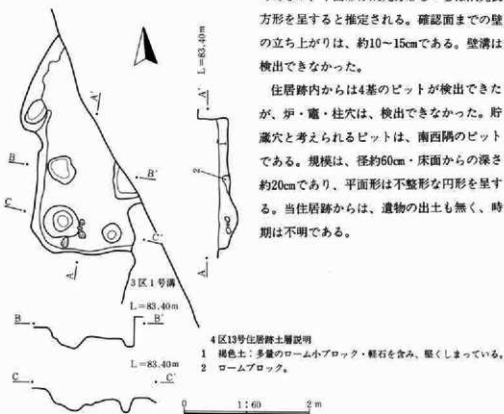 方形を呈すると推定される。確認面までの壁
の立ち上がりは、約10~15cmである。壁溝は
検出できなかった。
住居跡内からは4基のピットが検出できた
が、炉・竈・柱穴は、検出できなかった。貯
蔵穴と考えられるピットは、南西隅のピット
である。規模は、径約60cm・床面からの深さ
約20cmであり、平面形は不整形な円形を呈す
る。当住居跡からは、遺物の出土も無く、時
期は不明である。
L=83.40m
A'
A'
B
B'
C
C'
A
A
1
2
3区1号溝
L=83.40m
B
B'
L=83.40m
C
C'
4区13号住居跡土層説明
1 褐色土:多量のローム小ブロック・軽石を含み、堅くしまっている。
2 ロームブロック。
0 1:60 2m